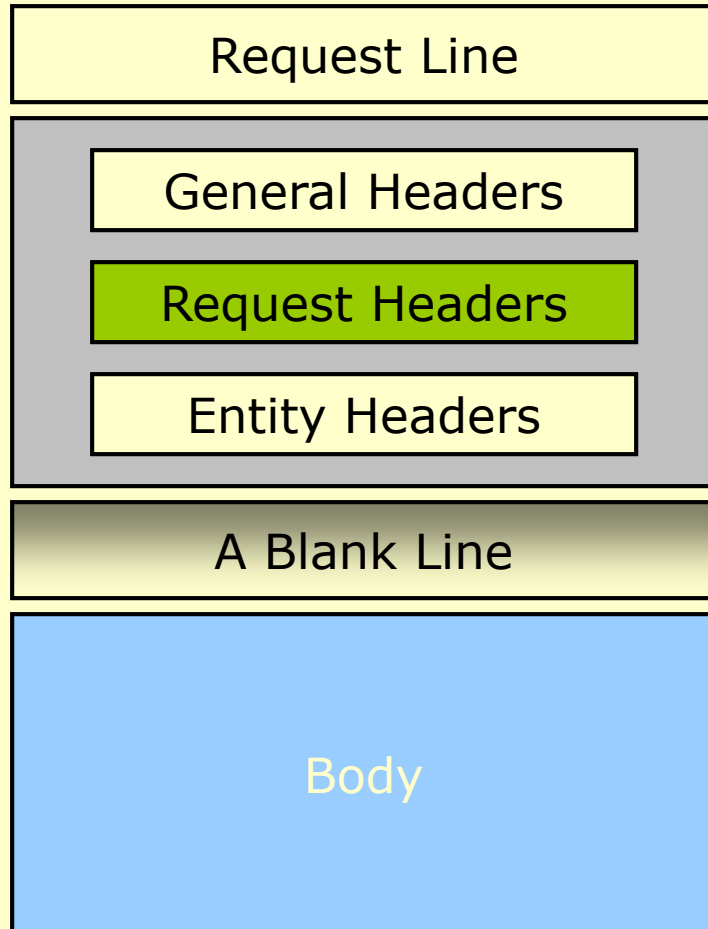 Request Line
General Headers
Request Headers
Entity Headers
A Blank Line
Body